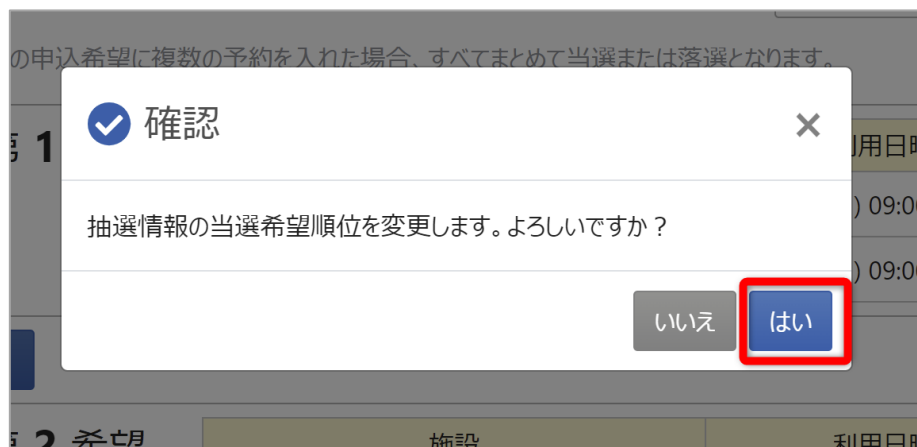 の申込希望に複数の予約を入れた場合、すべてまとめて当選または落選となります。
確認
×
1
利用日時
) 09:00
抽選情報の当選希望順位を変更します。よろしいですか？
) 09:00
いいえ
はい
2 希望
施設
利用日時